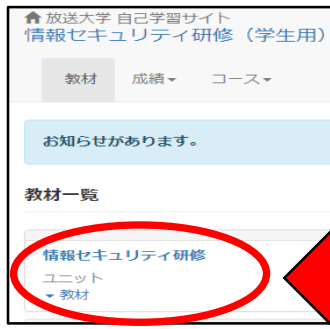 放送大学 自己学習サイト
情報セキュリティ研修（学生用）
教材 成績 コース
お知らせがあります。
教材一覧
情報セキュリティ研修
ユニット
教材